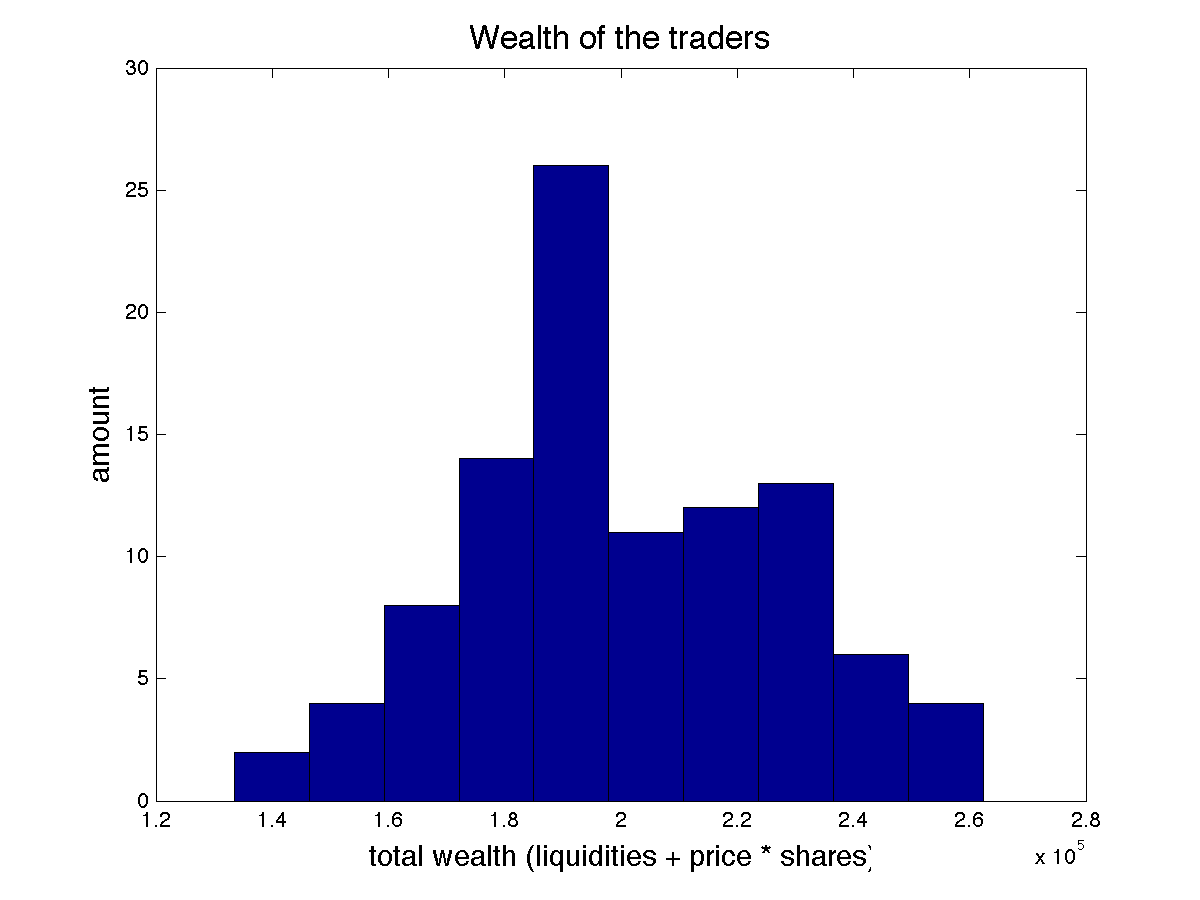 Wealth of the traders
30
25
20
15
10
5
0
amount
1.2 1.4 1.6 1.8 2 2.2 2.4 2.6 2.8
x 10^5
total wealth (liquidities + price * shares)